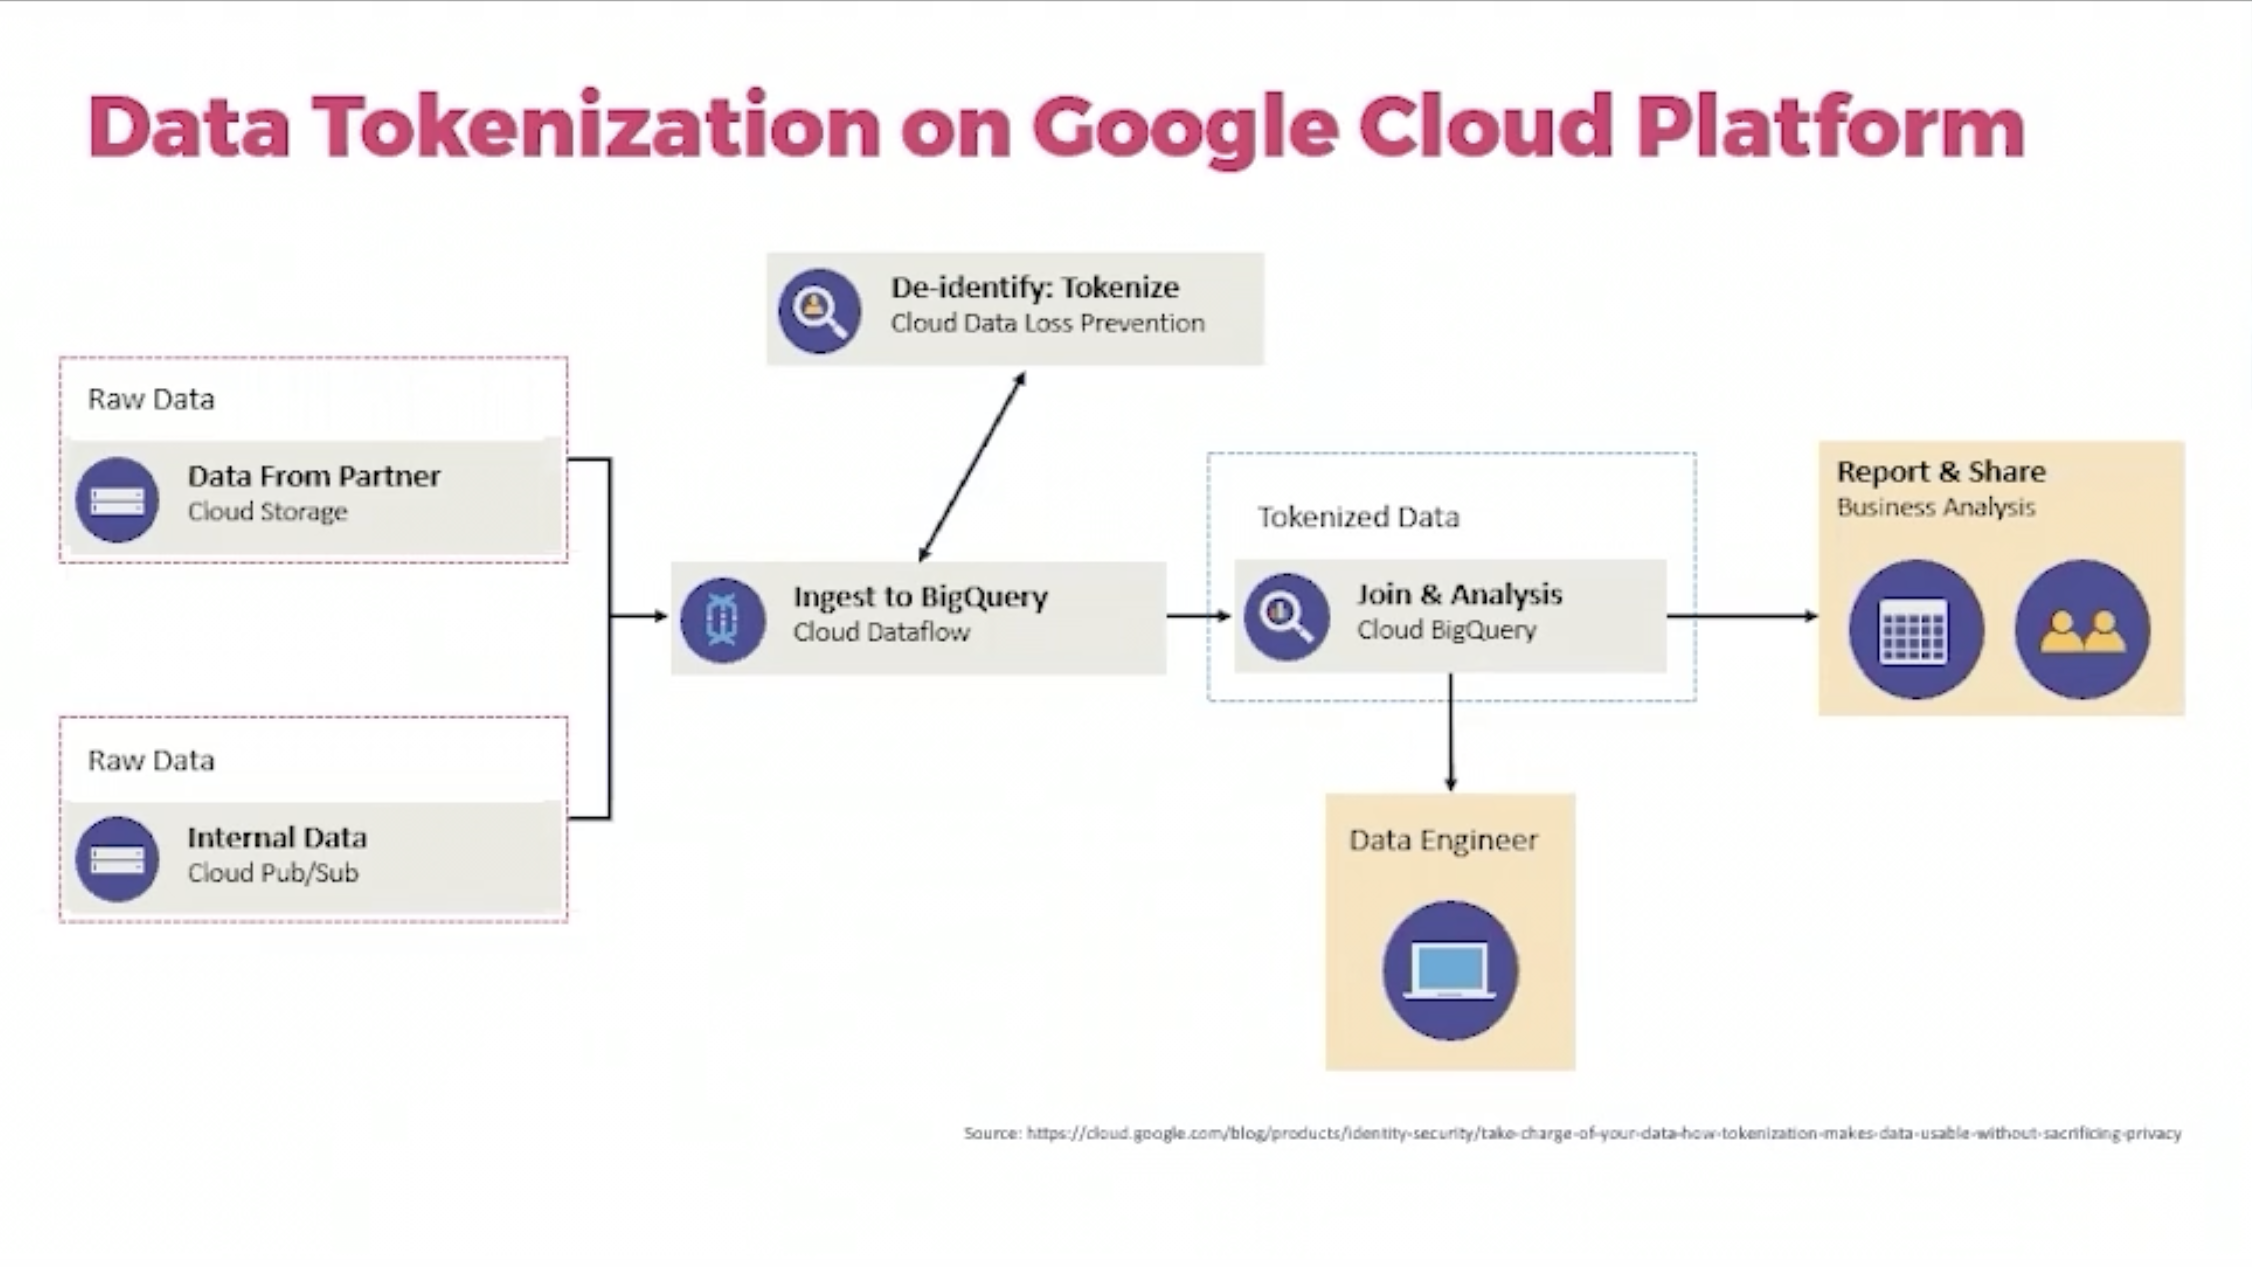 Data Tokenization on Google Cloud Platform
De-identify: Tokenize
Cloud Data Loss Prevention
Raw Data
Data From Partner
Cloud Storage
Raw Data
Internal Data
Cloud Pub/Sub
Ingest to BigQuery
Cloud Dataflow
Tokenized Data
Join & Analysis
Cloud BigQuery
Report & Share
Business Analysis
Data Engineer
Source: https://cloud.google.com/blog/products/identity-security/take-charge-of-your-data-how-tokenization-makes-data-usable-without-sacrificing-privacy